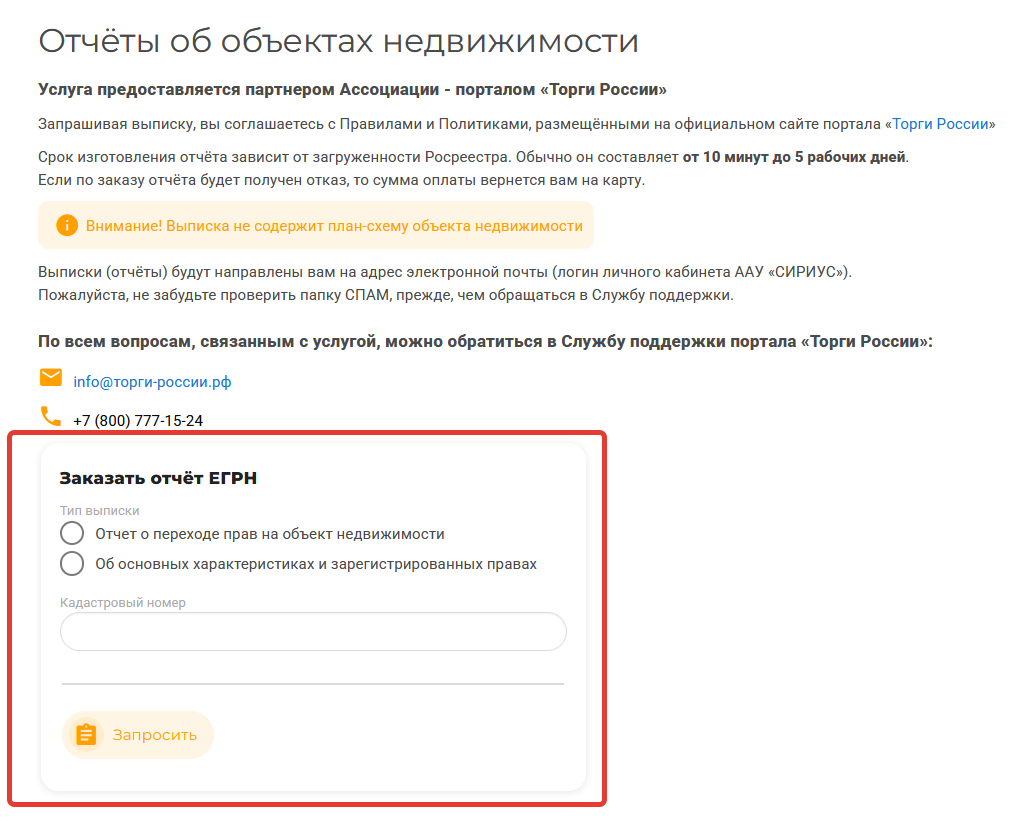 Отчёты об объектах недвижимости
Услуга предоставляется партнером Ассоциации - порталом «Торги России»
Запрашивая выписку, вы соглашаетесь с Правилами и Политиками, размещёнными на официальном сайте портала «Торги России»
Срок изготовления отчёта зависит от загруженности Росреестра. Обычно он составляет от 10 минут до 5 рабочих дней.
Если по заказу отчёта будет получен отказ, то сумма оплаты вернется вам на карту.
Внимание! Выписка не содержит план-схему объекта недвижимости
Выписки (отчёты) будут направлены вам на адрес электронной почты (логин личного кабинета ААУ «СИРИУС»).
Пожалуйста, не забудьте проверить папку СПАМ, прежде, чем обращаться в Службу поддержки.
По всем вопросам, связанным с услугой, можно обратиться в Службу поддержки портала «Торги России»:
info@торги-россии.рф
+7 (800) 777-15-24
Заказать отчёт ЕГРН
Тип выписки
Отчет о переходе прав на объект недвижимости
Об основных характеристиках и зарегистрированных правах
Кадастровый номер
Запросить